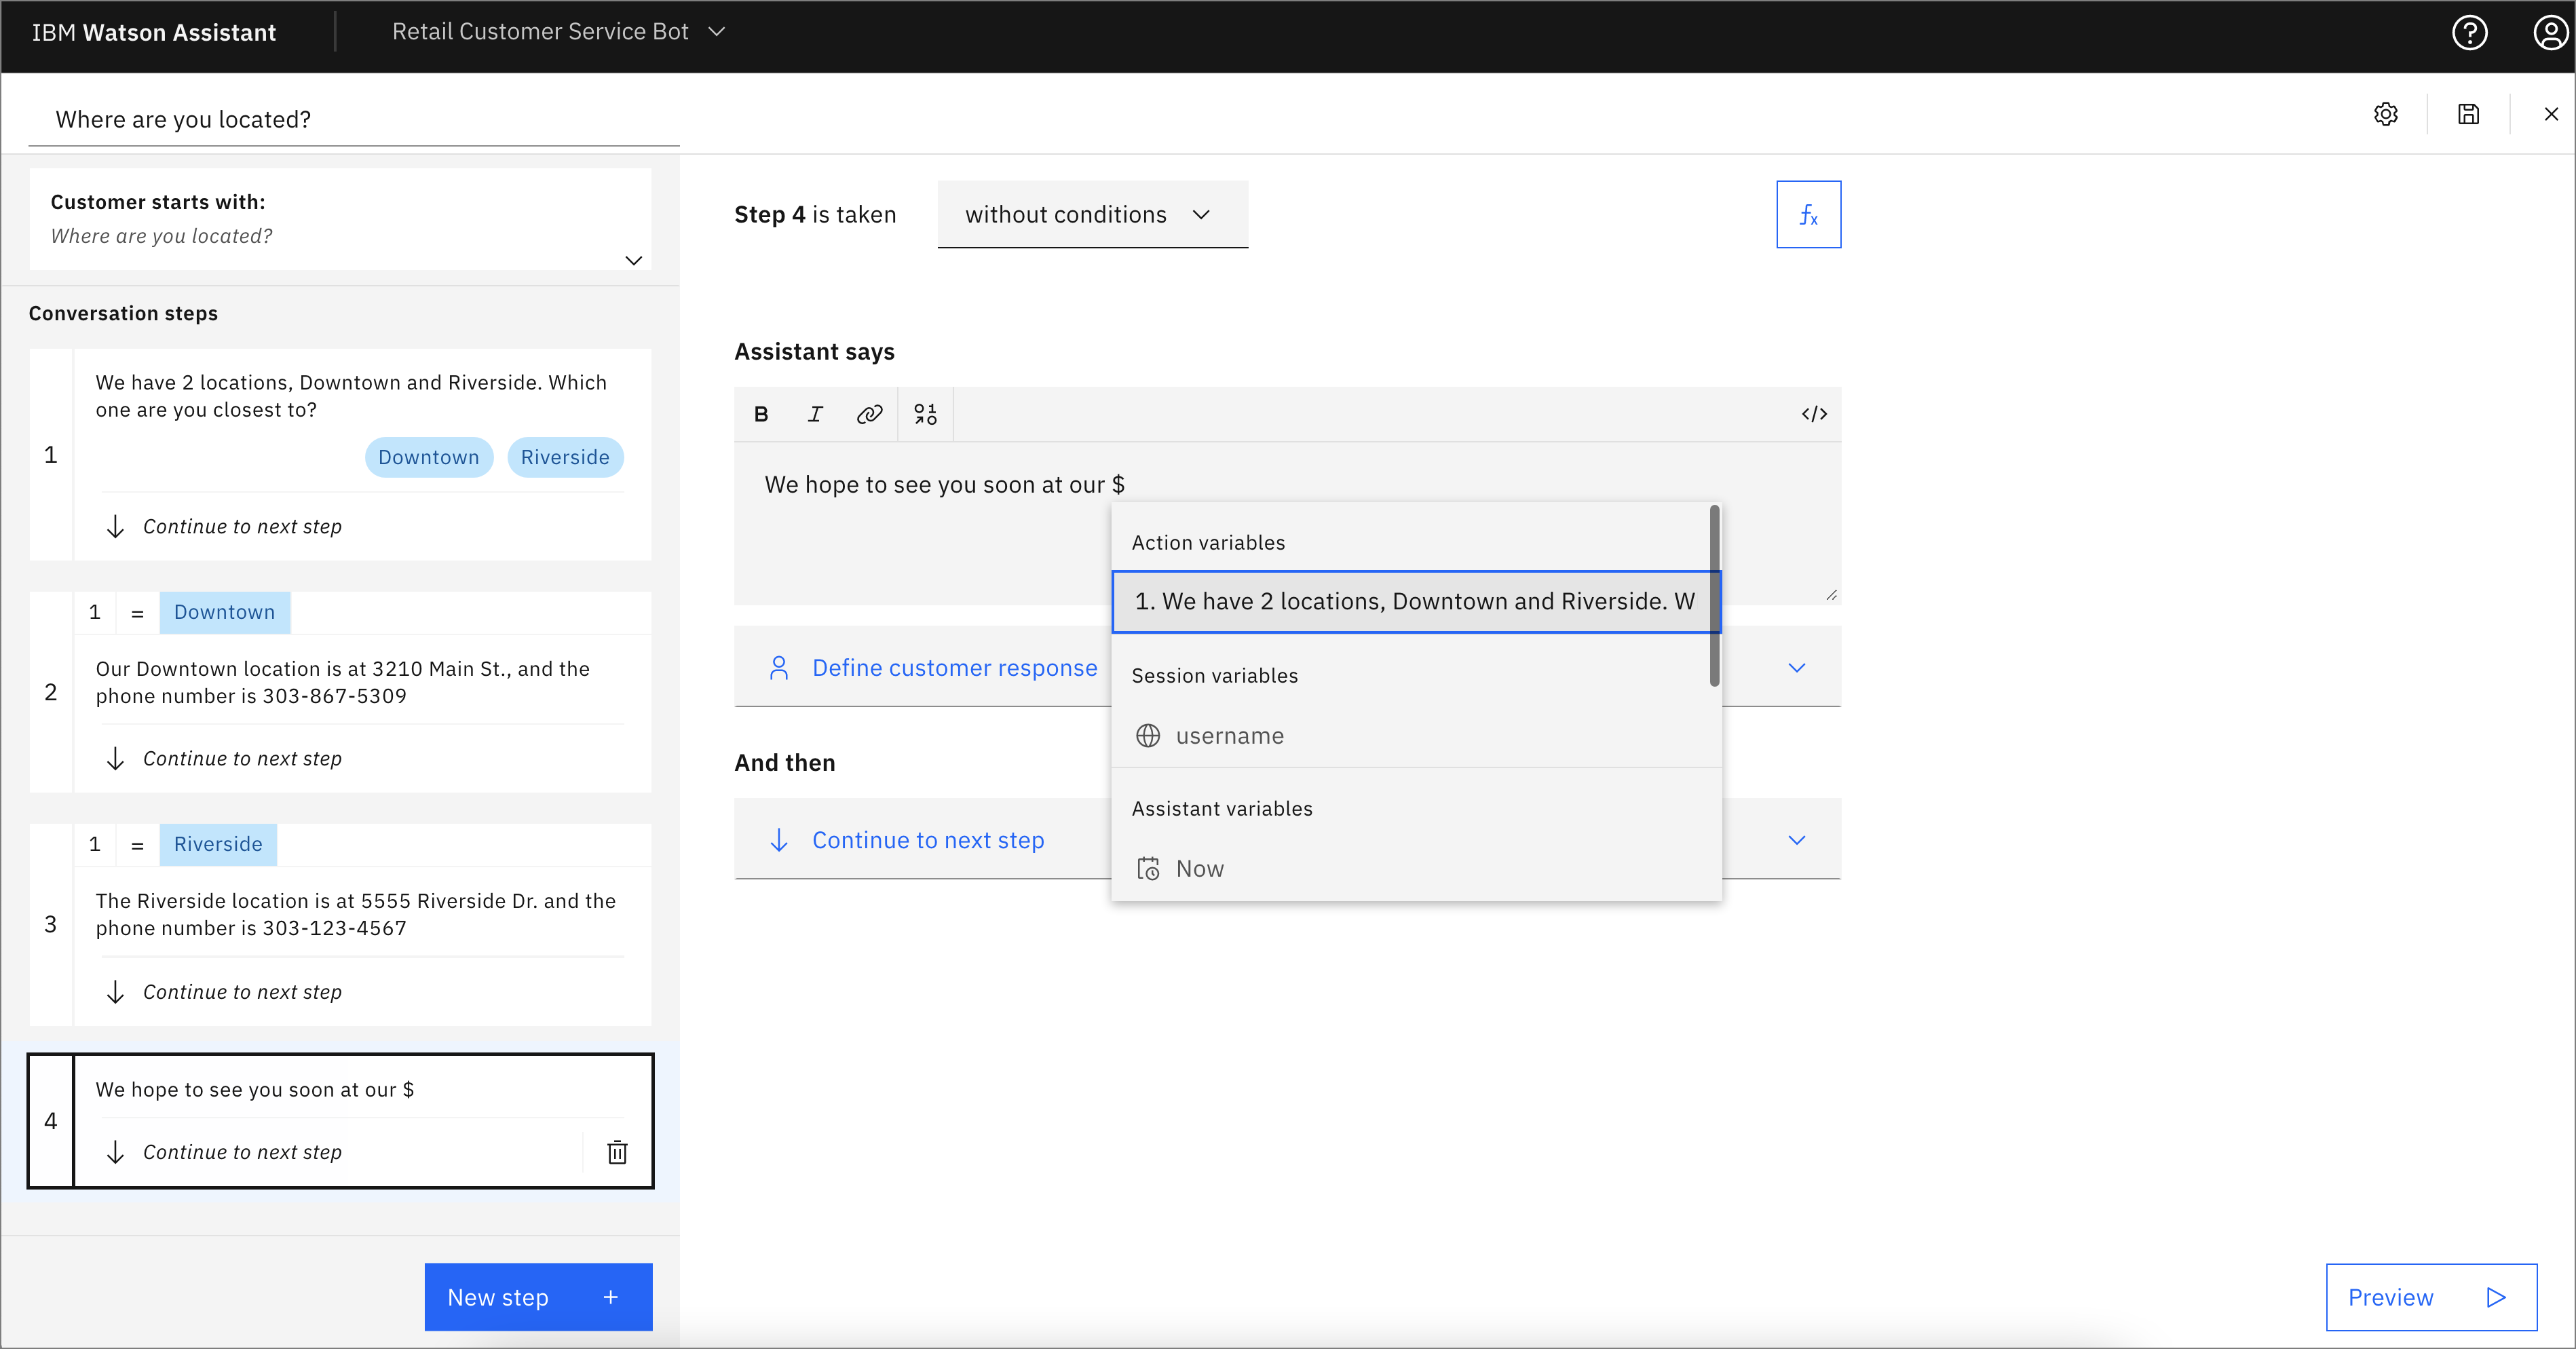 IBM Watson Assistant
Retail Customer Service Bot
Where are you located?
Customer starts with:
Where are you located?
Conversation steps
1
We have 2 locations, Downtown and Riverside. Which
one are you closest to?
Downtown Riverside
Continue to next step
2
1 = Downtown
Our Downtown location is at 3210 Main St., and the
phone number is 303-867-5309
Continue to next step
3
1 = Riverside
The Riverside location is at 5555 Riverside Dr. and the
phone number is 303-123-4567
Continue to next step
4
We hope to see you soon at our $
Continue to next step
New step +
Step 4 is taken without conditions
fx
Assistant says
B I </>
We hope to see you soon at our $
Action variables
1. We have 2 locations, Downtown and Riverside. W
Session variables
username
Assistant variables
Now
Define customer response
And then
Continue to next step
Preview